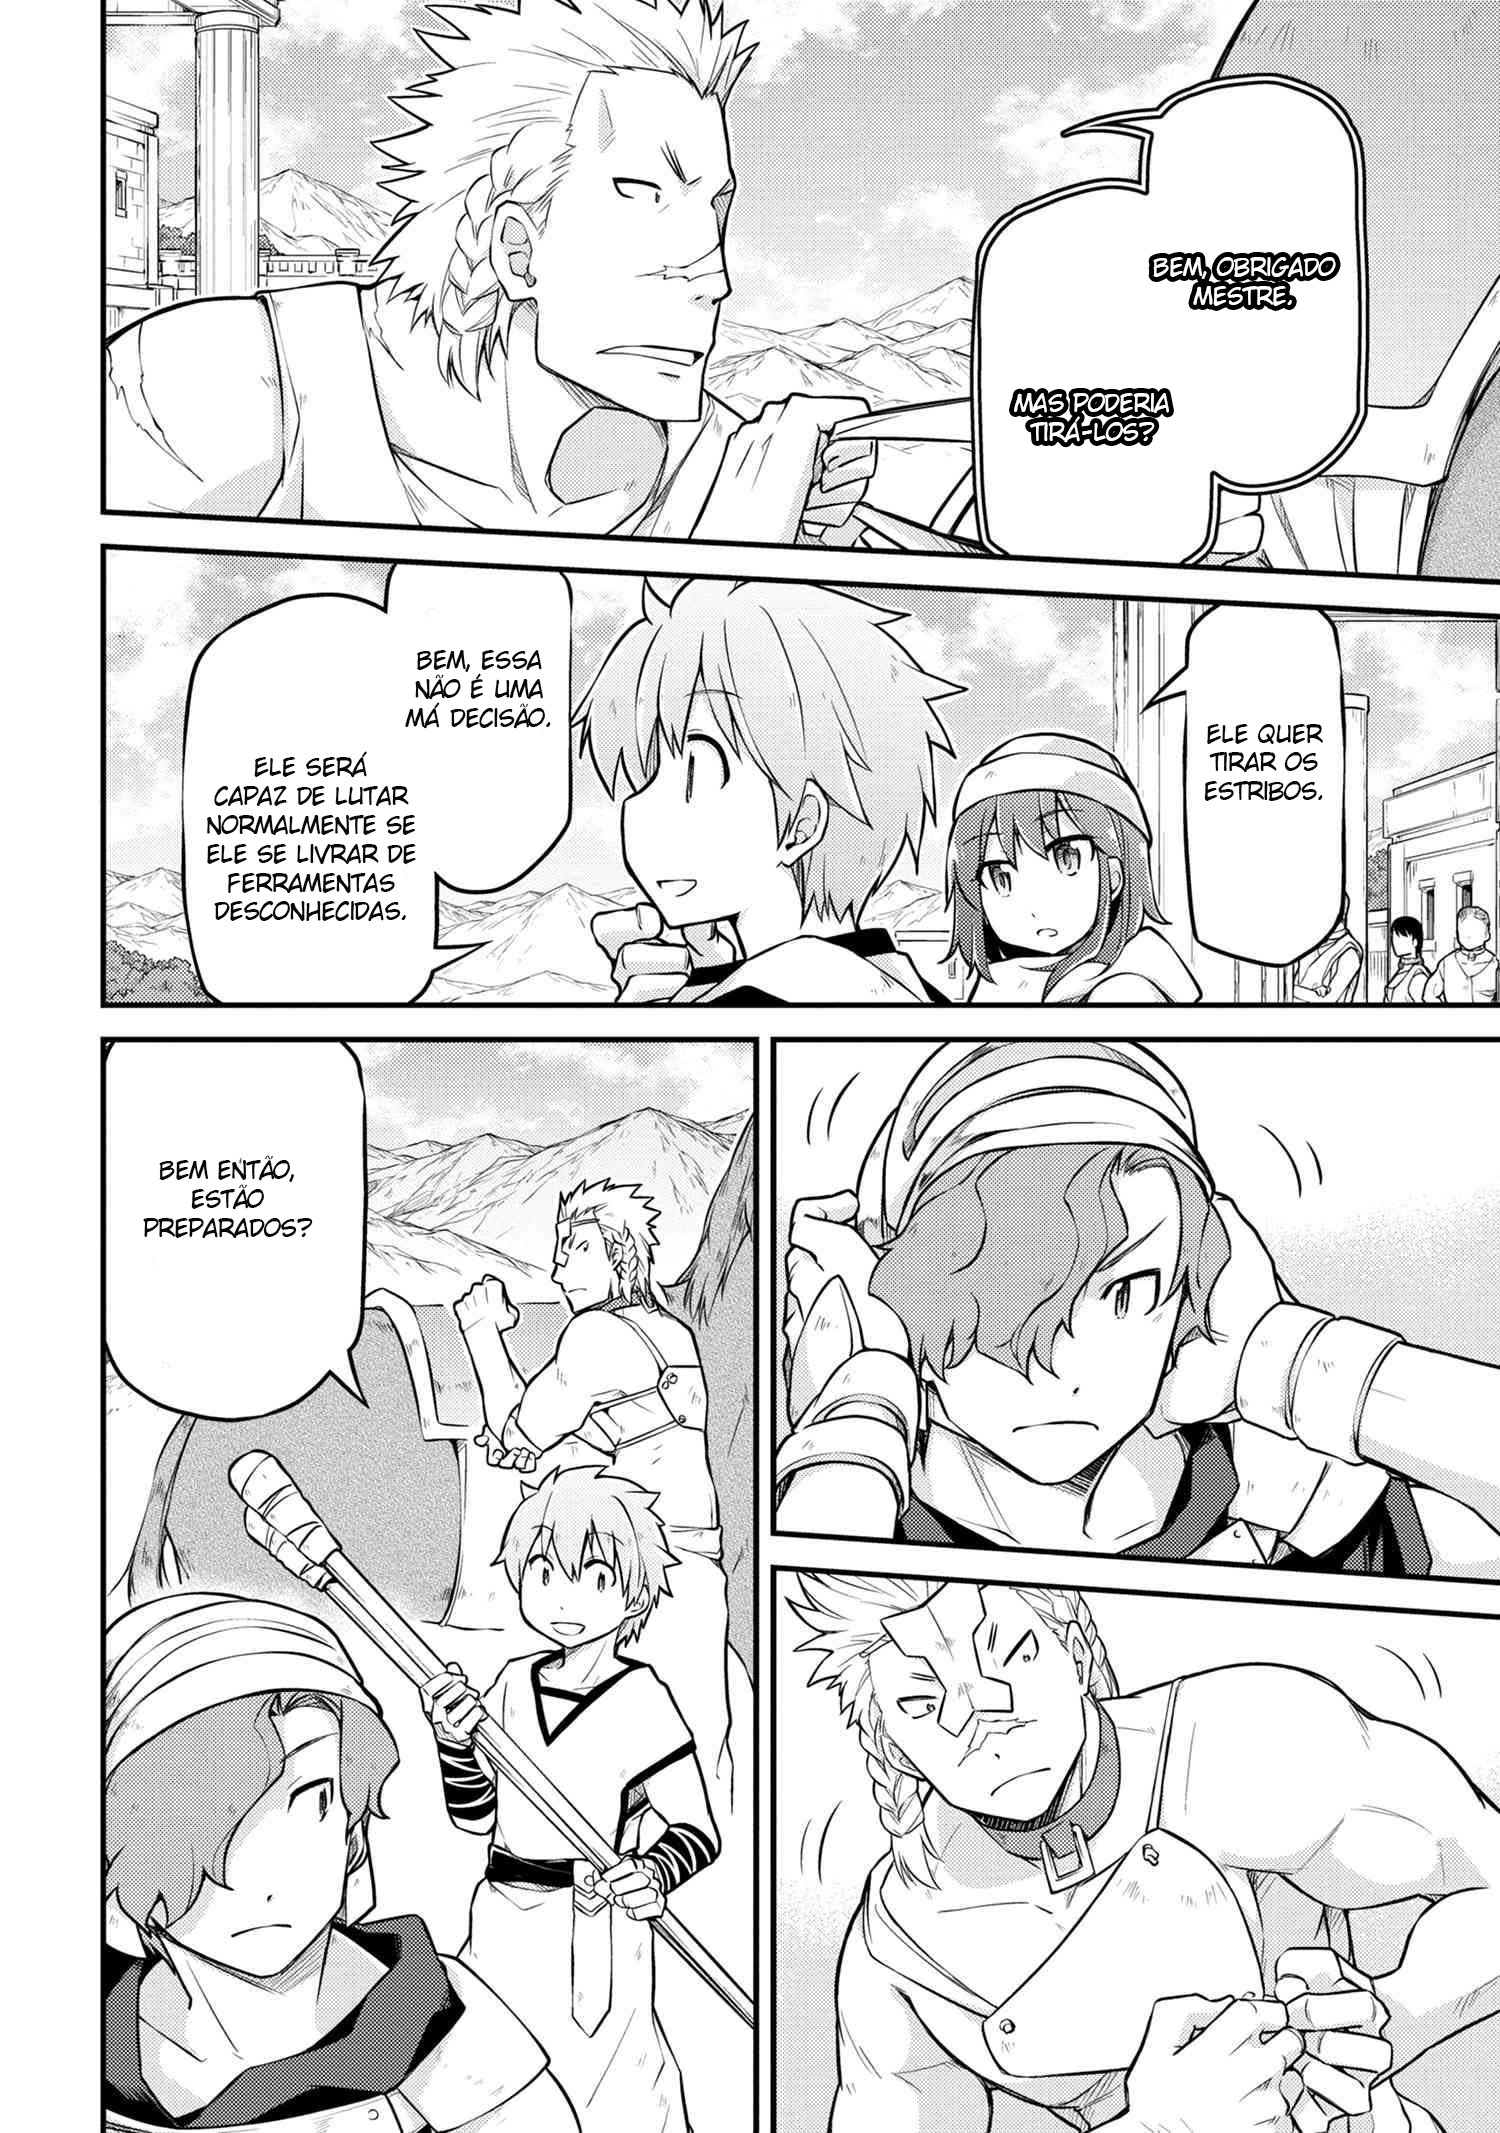 BEM, OBRIGADO
MESTRE.
MAS PODERIA
TIRÁ-LOS?
ELE QUER
TIRAR OS
ESTRIBOS.
BEM, ESSA
NÃO É UMA
MÁ DECISÃO.
ELE SERÁ
CAPAZ DE LUTAR
NORMALMENTE SE
ELE SE LIVRAR DE
FERRAMENTAS
DESCONHECIDAS.
BEM ENTÃO,
ESTÃO
PREPARADOS?